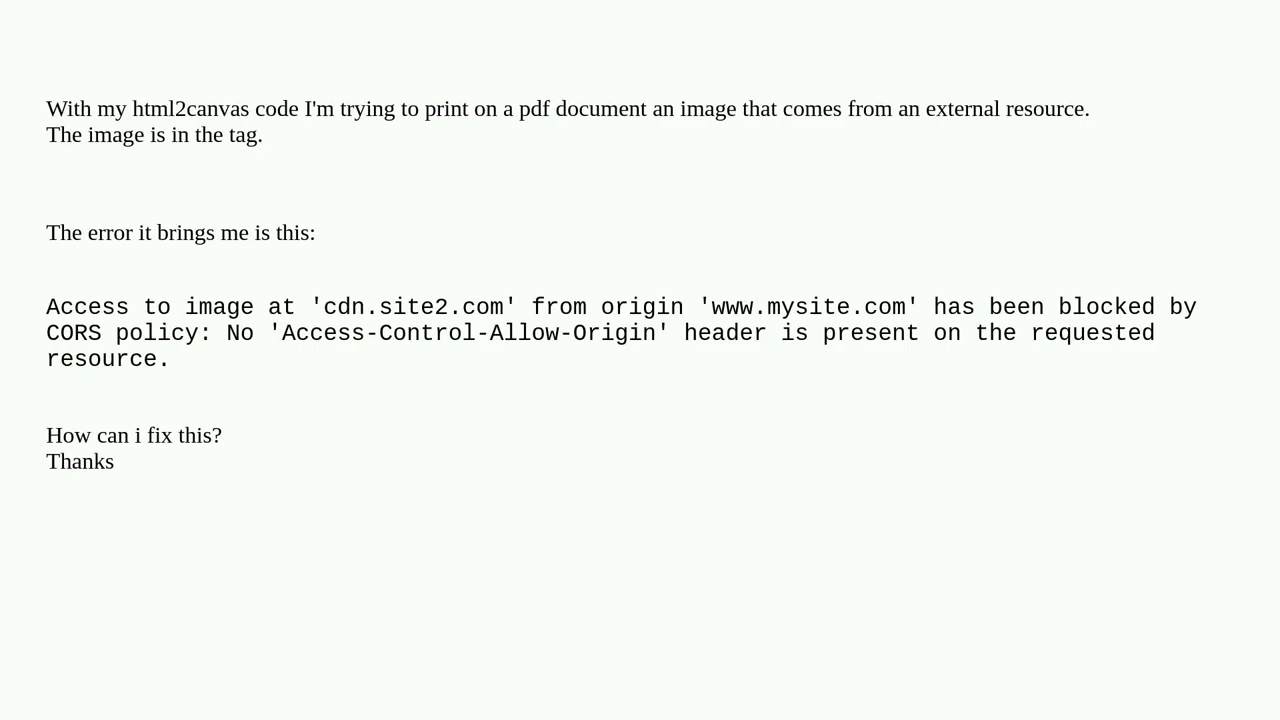 With my html2canvas code I'm trying to print on a pdf document an image that comes from an external resource.
The image is in the tag.
The error it brings me is this:
Access to image at 'cdn.site2.com' from origin 'www.mysite.com' has been blocked by
CORS policy: No 'Access-Control-Allow-Origin' header is present on the requested
resource.
How can i fix this?
Thanks